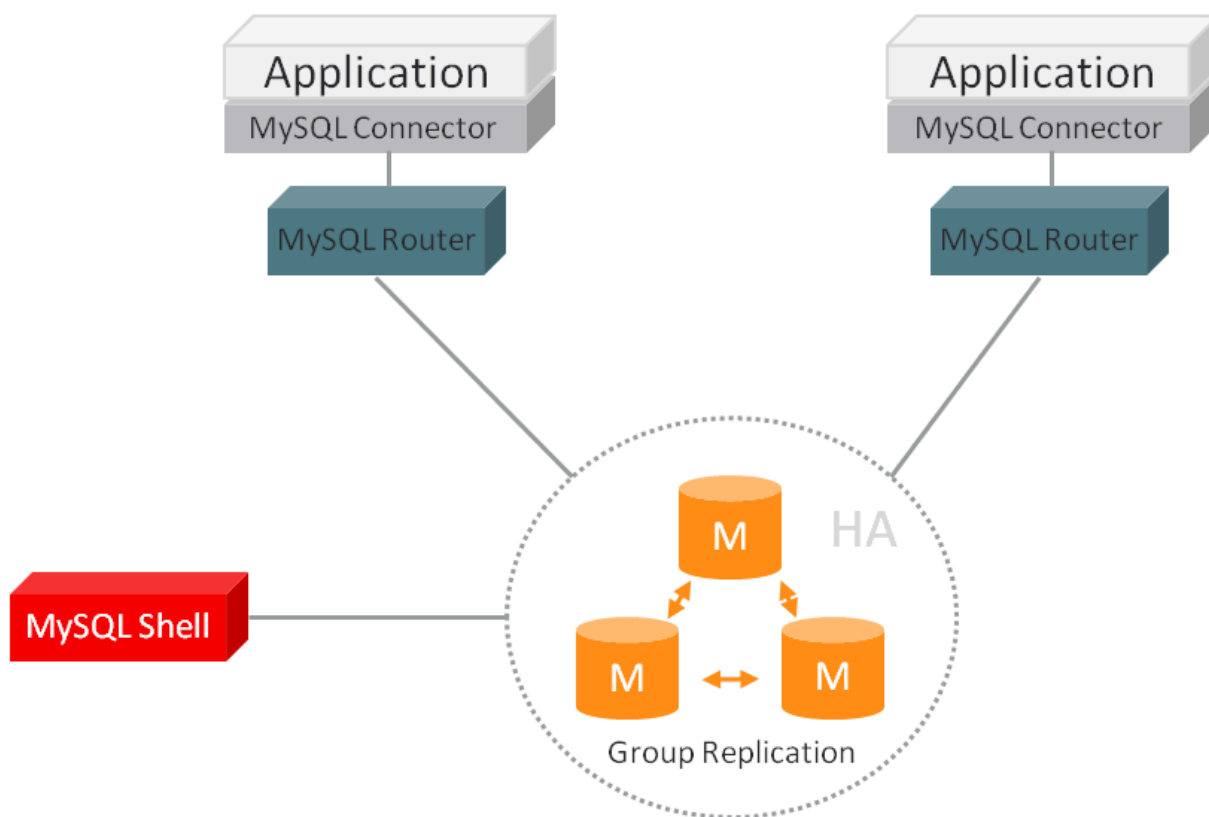 Application
MySQL Connector
MySQL Router
Application
MySQL Connector
MySQL Router
HA
M
M
M
MySQL Shell
Group Replication